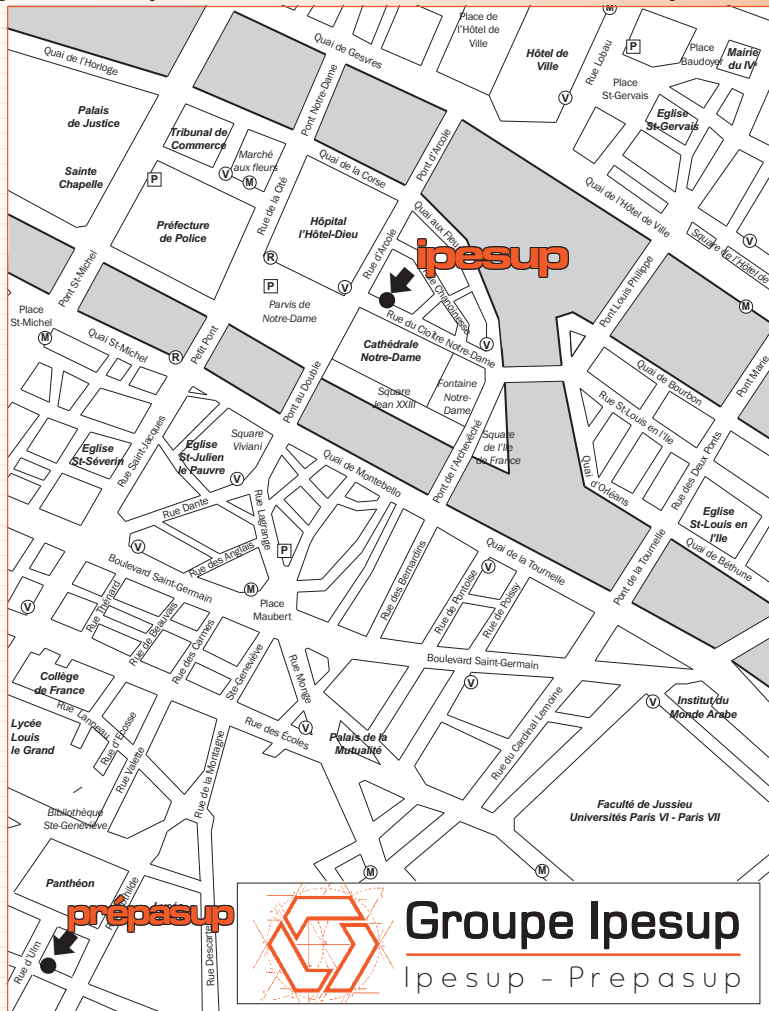 Place de
l'Hôtel de
Ville
Hôtel de
Ville
Rue Lobau
M
P
Place
Baudoyer
Mairie
du IVᵉ
Quai de Gesvres
Quai de l'Horloge
Pont Notre-Dame
V
Place
St-Gervais
Eglise
St-Gervais
Palais
de Justice
Tribunal de
Commerce
Marché
aux fleurs
V
M
Quai de la Corse
Pont d'Arcole
Sainte
Chapelle
P
Préfecture
de Police
Rue de la Cité
Hôpital
l'Hôtel-Dieu
Rue d'Arcole
Quai aux Fleu
Quai de l'Hôtel de Ville
V
Square de l'Hôtel de
ipesup
Pont St-Michel
R
P
V
Parvis de
Notre-Dame
Chanoinesse
Rue du Cloître Notre-Dame
V
Pont Louis Philippe
M
Place
St-Michel
M
Quai St-Michel
R
Petit Pont
Cathédrale
Notre-Dame
Pont au Double
Square
Jean XXIII
Fontaine
Notre-
Dame
Quai de Bourbon
Pont Marie
Rue St-Louis en l'Ile
Eglise
St-Séverin
Rue Saint-Jacques
Eglise
St-Julien
le Pauvre
Square
Viviani
V
Quai de Montebello
Pont de l'Archevêché
Square
de l'Ile
de France
Quai
d'Orléans
Rue des Deux Ponts
Eglise
St-Louis en
l'Ile
Rue Dante
Rue Lagrange
Rue des Anglais
V
P
Boulevard Saint-Germain
M
Place
Maubert
Rue des Bernardins
Quai de la Tournelle
V
Rue de Pontoise
Rue de Poissy
Pont de la Tournelle
Quai de Béthune
V
Rue Thénard
Rue de Beauvais
Rue des Carmes
Ste-Geneviève
Rue Monge
Boulevard Saint-Germain
V
V
Collège
de France
Rue Lanneau
Rue d'Ecosse
Rue Valette
Rue de la Montagne
Rue des Écoles
V
Palais de la
Mutualité
Rue du Cardinal Lemoine
Institut du
Monde Arabe
Lycée
Louis
le Grand
Bibliothèque
Ste-Geneviève
Faculté de Jussieu
Universités Paris VI - Paris VII
M
M
Panthéon
prépasup
Rue d'Ulm
Rue Descarte
Groupe Ipesup
Ipesup - Prepasup